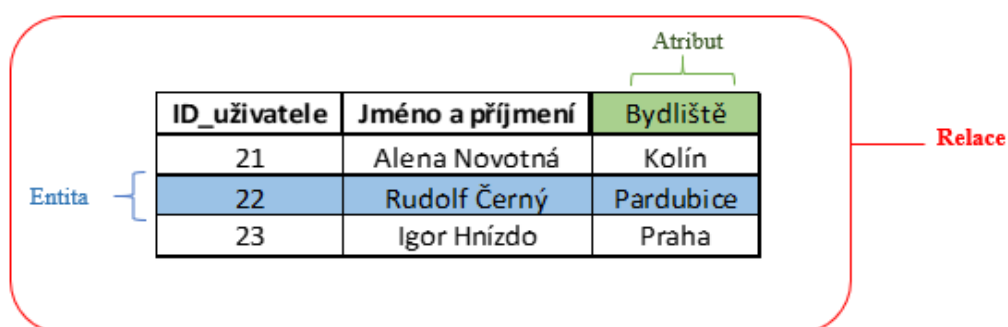 Atribut
ID_uživatele Jméno a příjmení Bydliště
Relace
21 Alena Novotná Kolín
Entita
22 Rudolf Černý Pardubice
23 Igor Hnízdo Praha